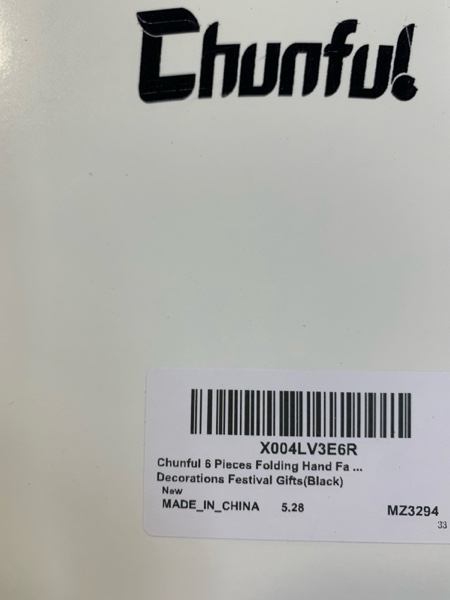 Chunful
X004LV3E6R
Chunful 6 Pieces Folding Hand Fa ...
Decorations Festival Gifts(Black)
New
MADE_IN_CHINA 5.28 MZ3294
33